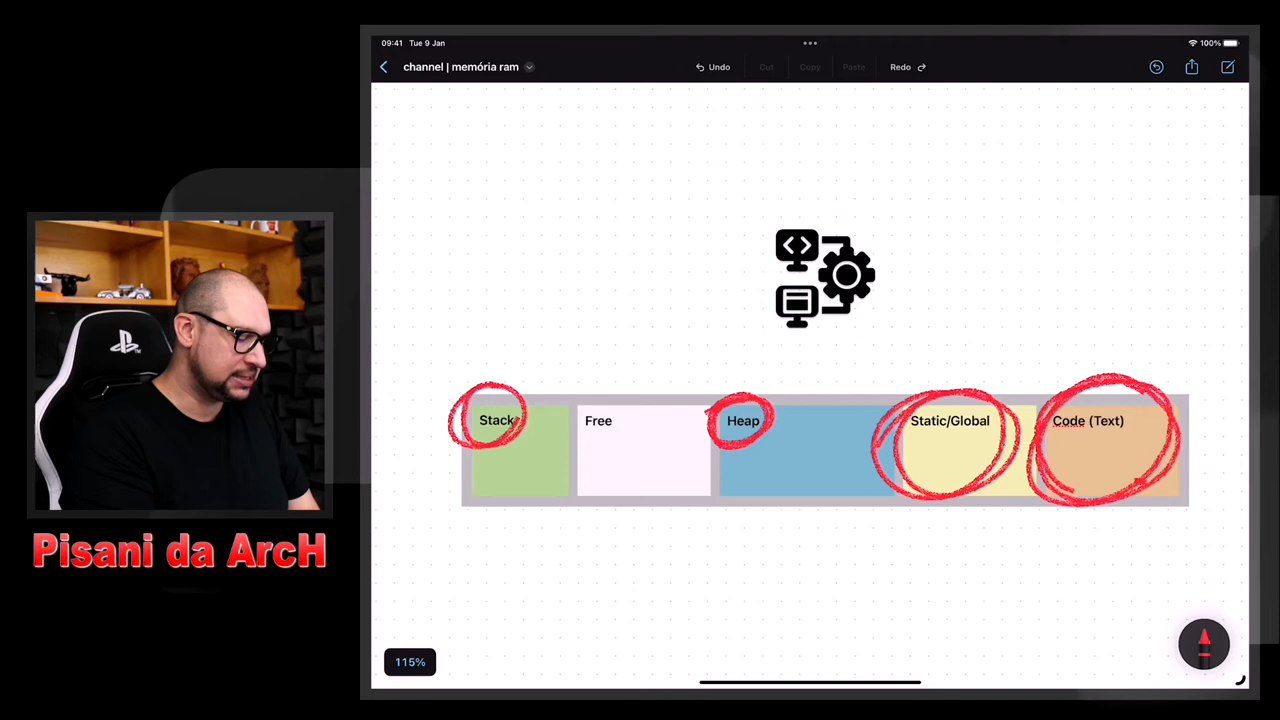 09:41 Tue 9 Jan
100%
channel | memória ram
Undo Cut Copy Paste Redo
Stack Free Heap Static/Global Code (Text)
Pisani da ArcH
115%